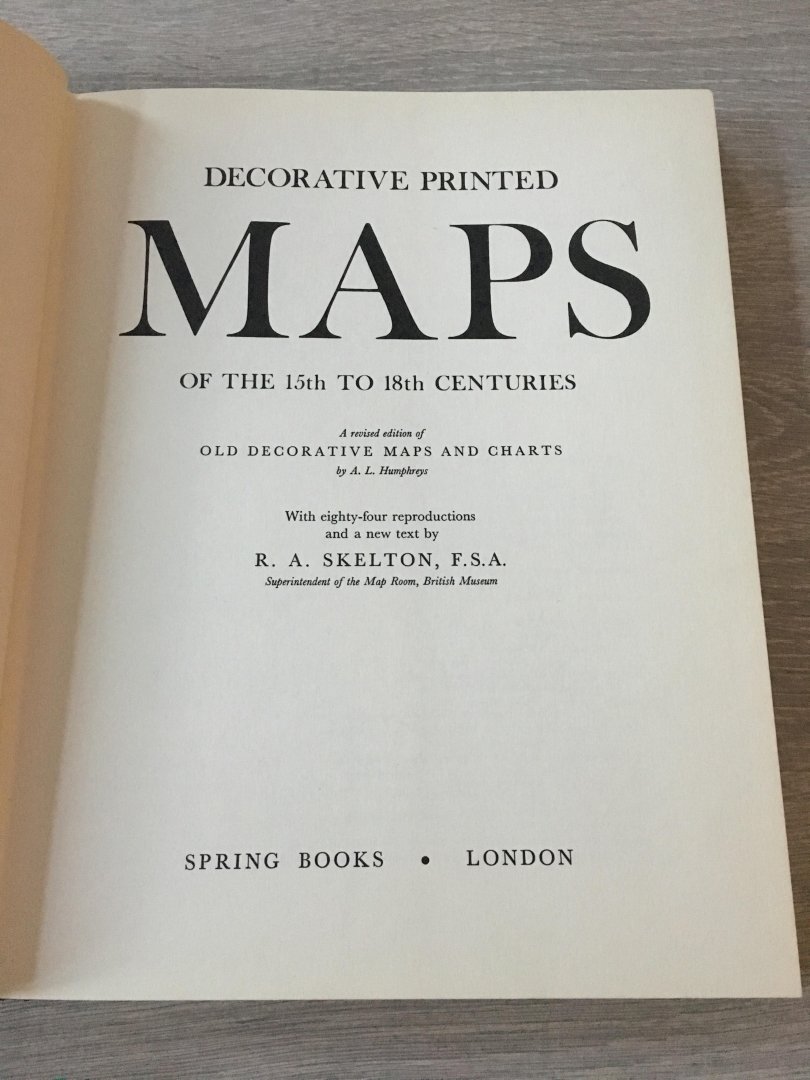 DECORATIVE PRINTED
MAPS
OF THE 15th TO 18th CENTURIES
A revised edition of
OLD DECORATIVE MAPS AND CHARTS
by A. L. Humphreys
With eighty-four reproductions
and a new text by
R. A. SKELTON, F.S.A.
Superintendent of the Map Room, British Museum
SPRING BOOKS • LONDON